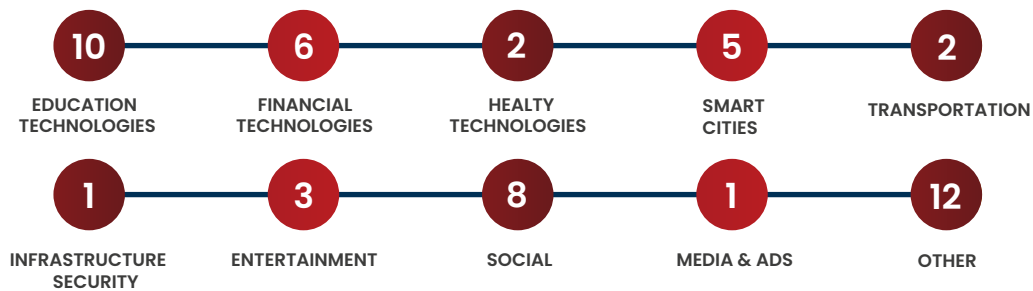 10 6 2 5 2
EDUCATION TECHNOLOGIES
FINANCIAL TECHNOLOGIES
HEALTY TECHNOLOGIES
SMART CITIES
TRANSPORTATION
1 3 8 1 12
INFRASTRUCTURE SECURITY
ENTERTAINMENT
SOCIAL
MEDIA & ADS
OTHER